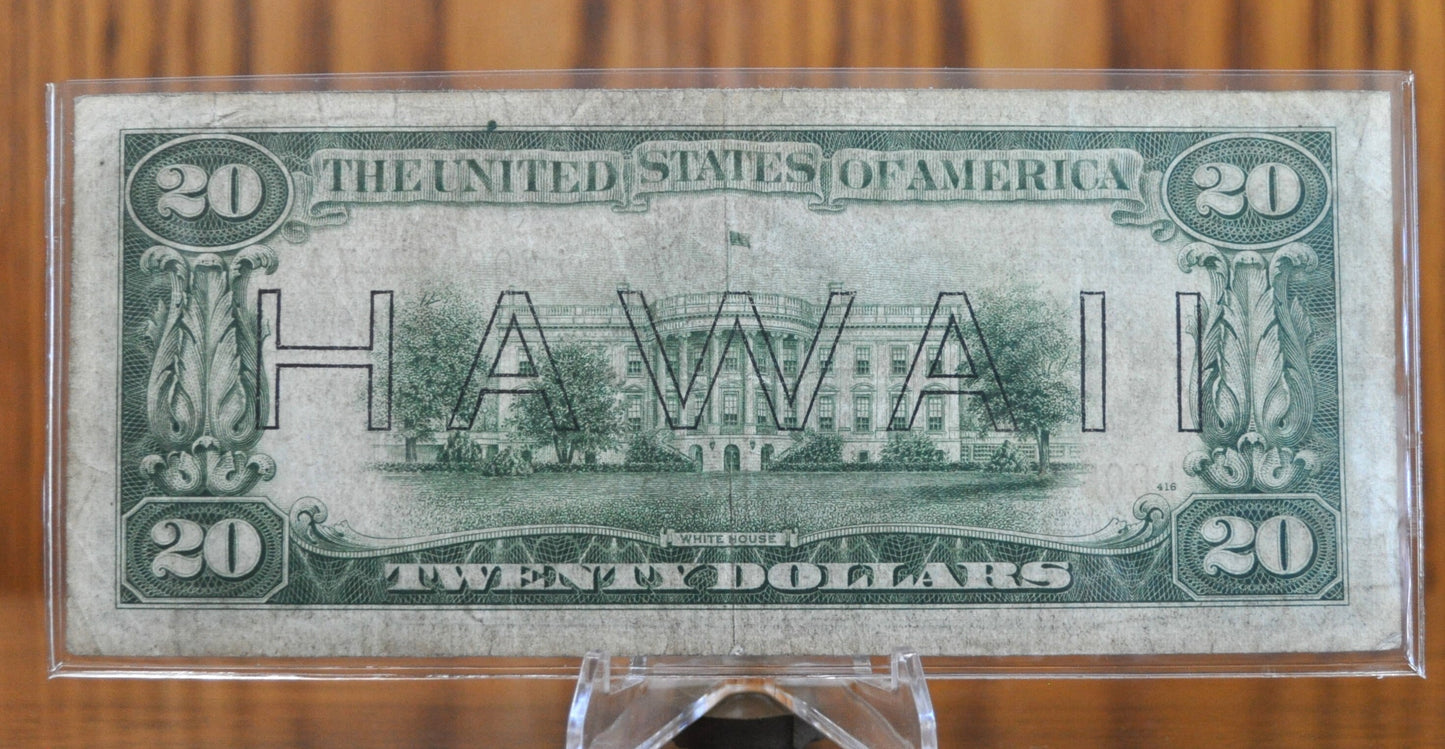 20 THE UNITED STATES OF AMERICA 20
HAWAII
416
WHITE HOUSE
20 TWENTY DOLLARS 20